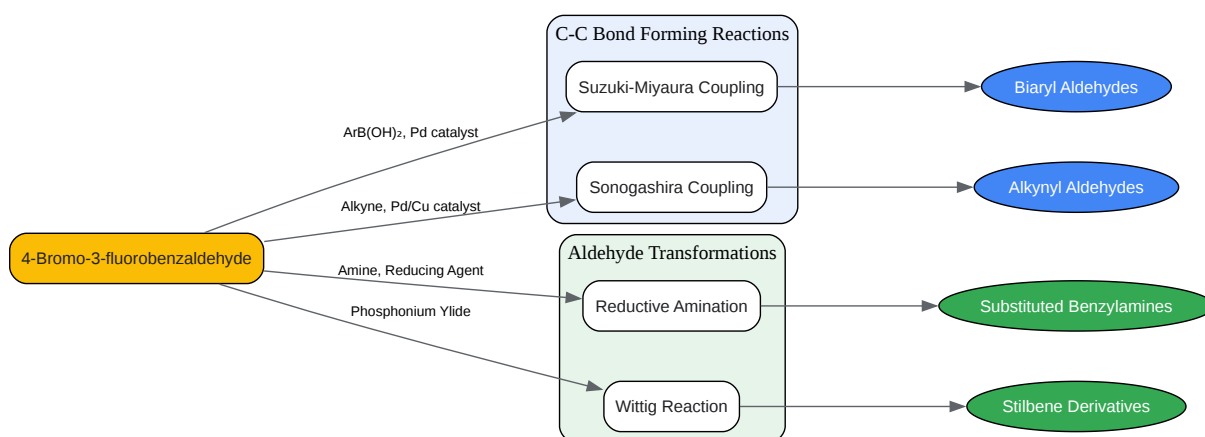 C-C Bond Forming Reactions
Suzuki-Miyaura Coupling
Biaryl Aldehydes
ArB(OH)₂, Pd catalyst
Sonogashira Coupling
Alkynyl Aldehydes
Alkyne, Pd/Cu catalyst
4-Bromo-3-fluorobenzaldehyde
Aldehyde Transformations
Amine, Reducing Agent
Reductive Amination
Substituted Benzylamines
Phosphonium Ylide
Wittig Reaction
Stilbene Derivatives